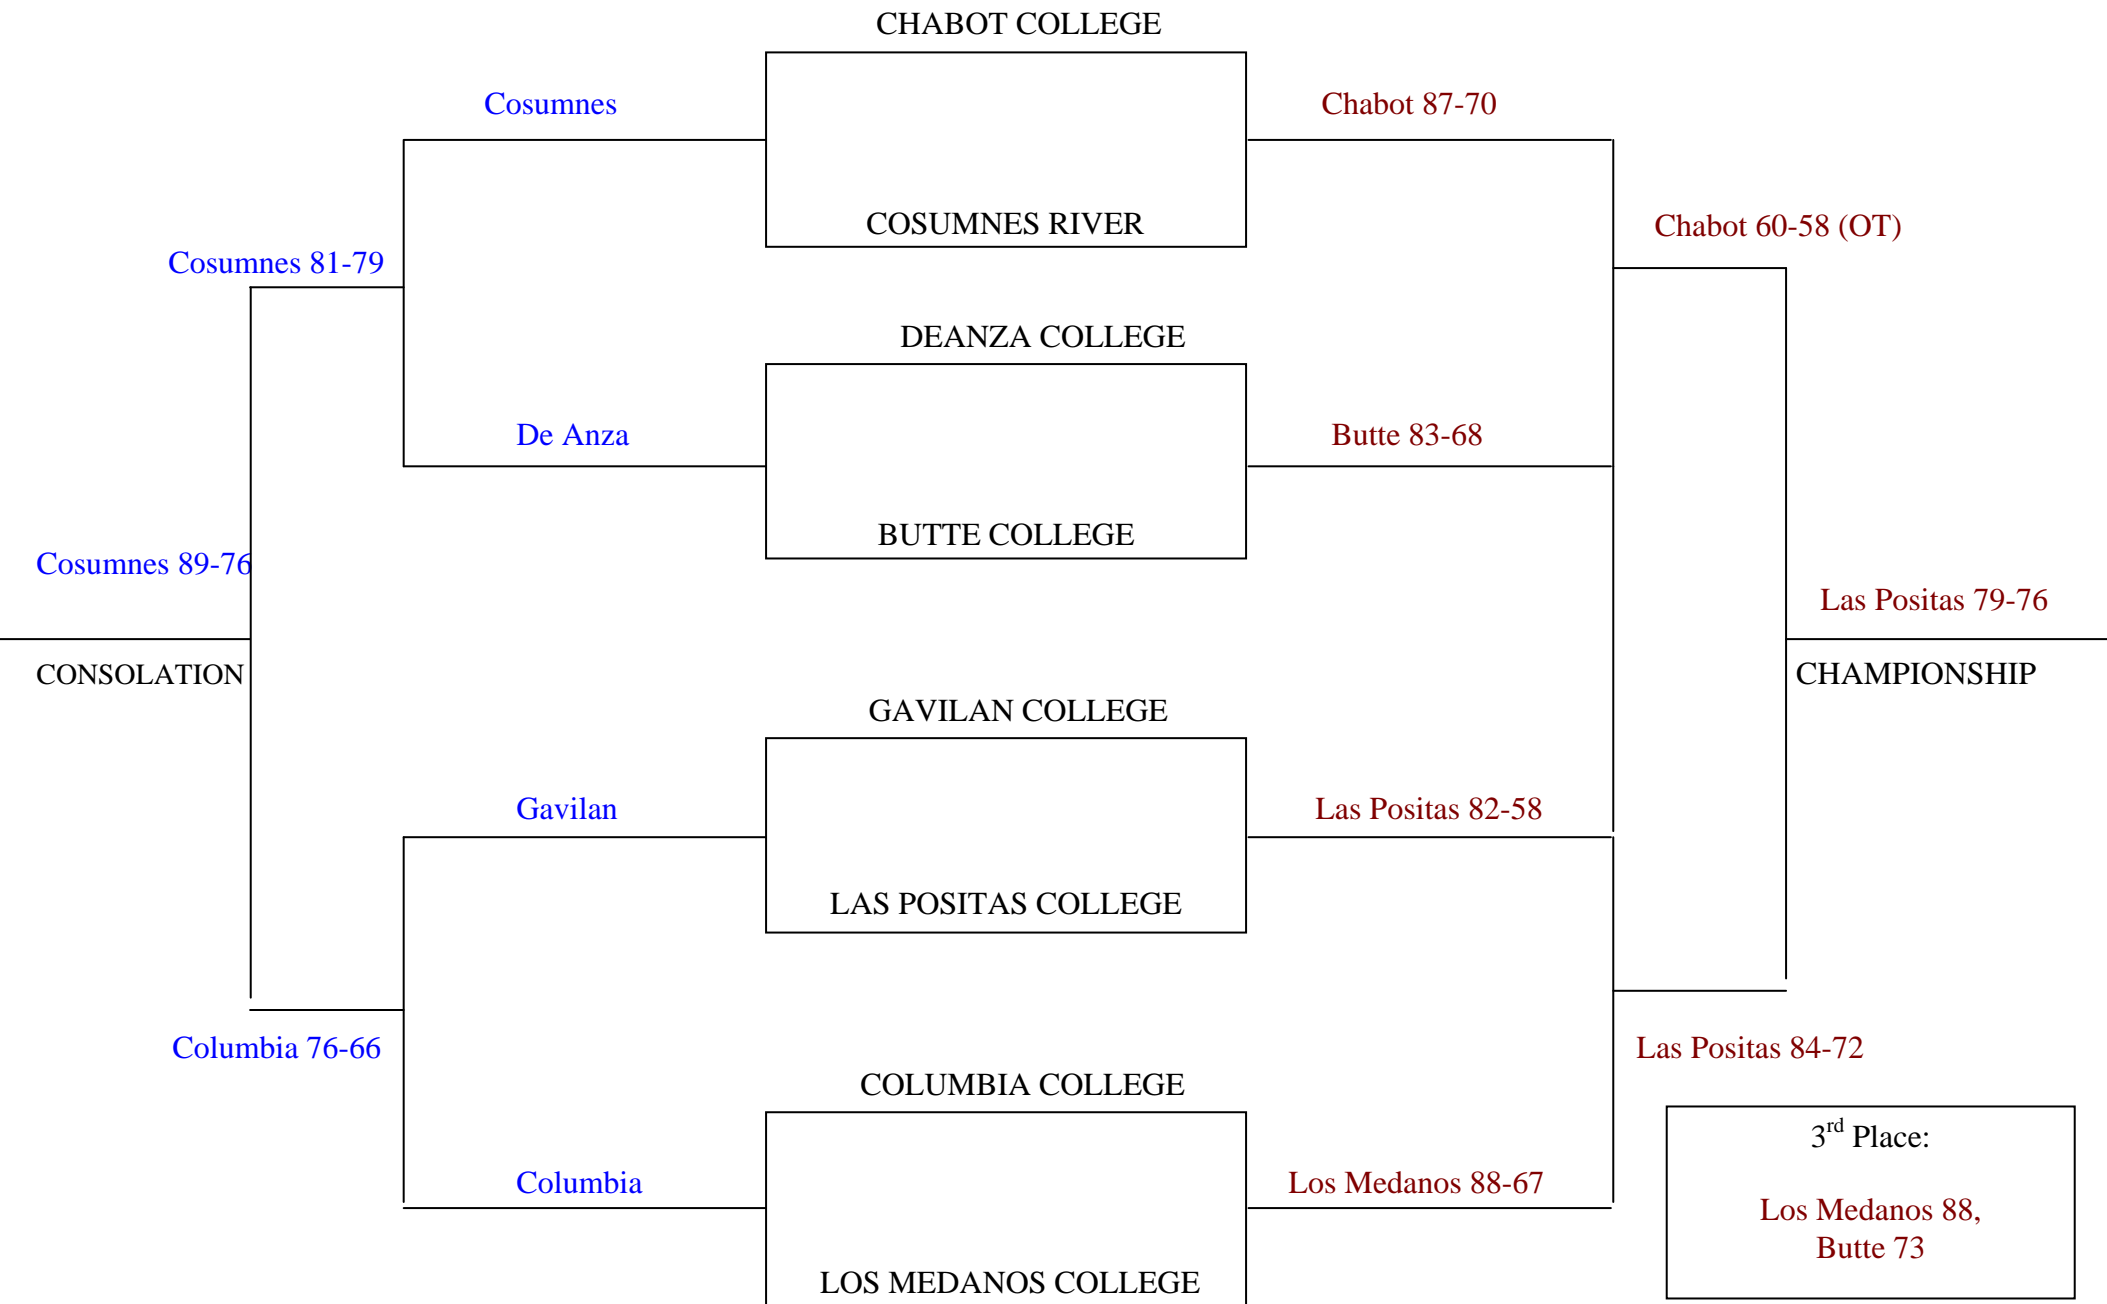 CHABOT COLLEGE
Cosumnes
Chabot 87-70
COSUMNES RIVER
Chabot 60-58 (OT)
Cosumnes 81-79
DEANZA COLLEGE
De Anza
Butte 83-68
BUTTE COLLEGE
Cosumnes 89-76
Las Positas 79-76
CONSOLATION
CHAMPIONSHIP
GAVILAN COLLEGE
Gavilan
Las Positas 82-58
LAS POSITAS COLLEGE
Columbia 76-66
Las Positas 84-72
COLUMBIA COLLEGE
3rd Place:
Columbia
Los Medanos 88-67
Los Medanos 88,
Butte 73
LOS MEDANOS COLLEGE